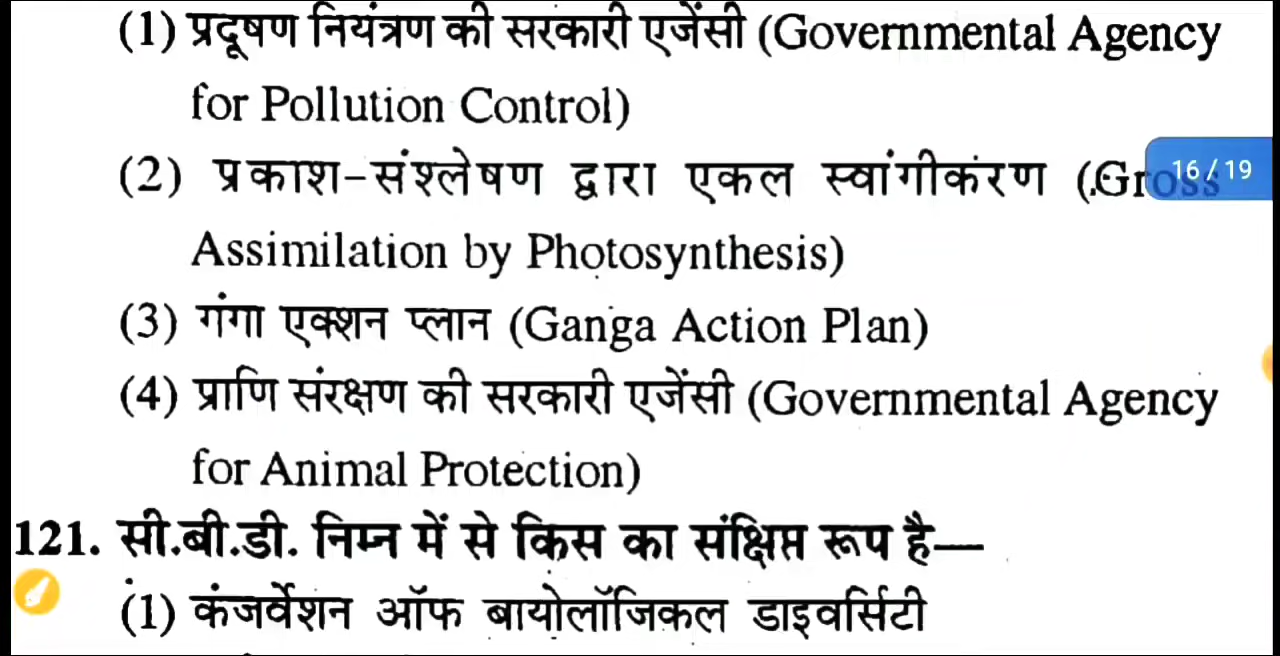 (1) प्रदूषण नियंत्रण की सरकारी एजेंसी (Governmental Agency
for Pollution Control)
(2) प्रकाश-संश्लेषण द्वारा एकल स्वांगीकरण (Gross
16 / 19
Assimilation by Photosynthesis)
(3) गंगा एक्शन प्लान (Ganga Action Plan)
(4) प्राणि संरक्षण की सरकारी एजेंसी (Governmental Agency
for Animal Protection)
121. सी.बी.डी. निम्न में से किस का संक्षिप्त रूप है—
(1) कंजर्वेशन ऑफ बायोलॉजिकल डाइवर्सिटी